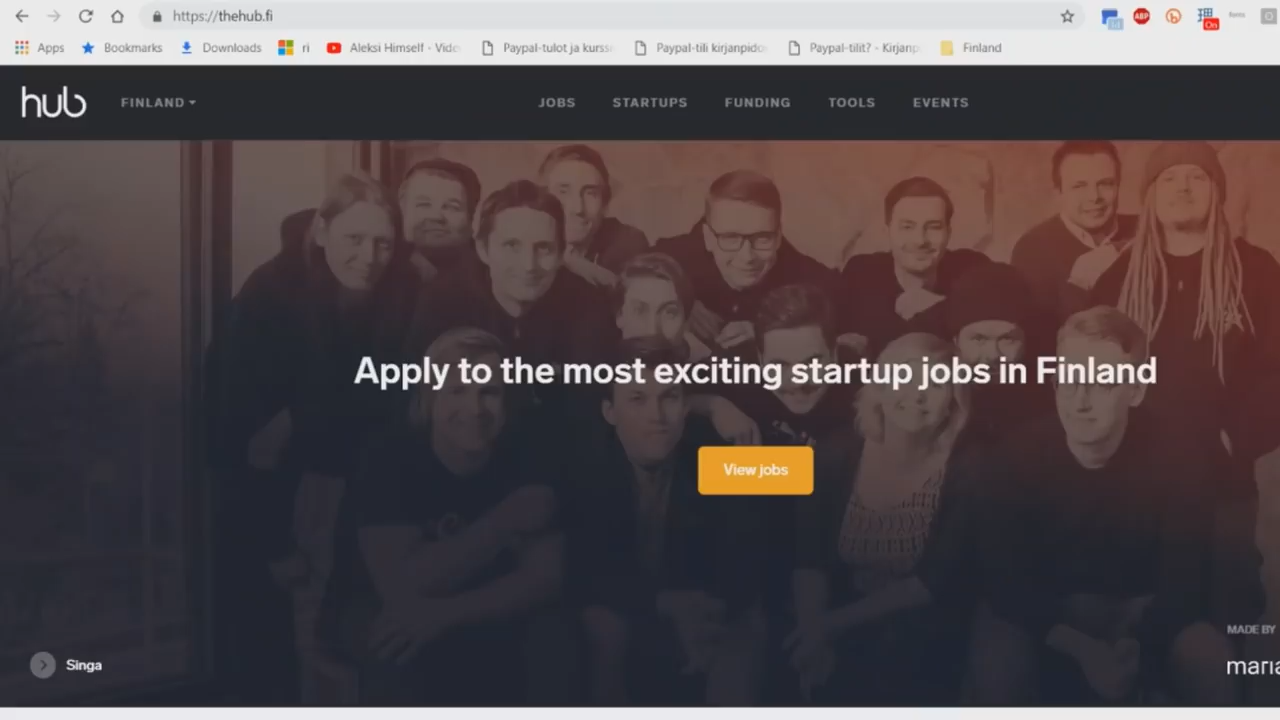 https://thehub.fi
ABP
On
Apps Bookmarks Downloads ri Aleksi Himself - Vide Paypal-tulot ja kurss Paypal-tili kirjanpido Paypal-tilit? - Kirjanp Finland
hub FINLAND JOBS STARTUPS FUNDING TOOLS EVENTS
Apply to the most exciting startup jobs in Finland
View jobs
MADE BY
Singa maria